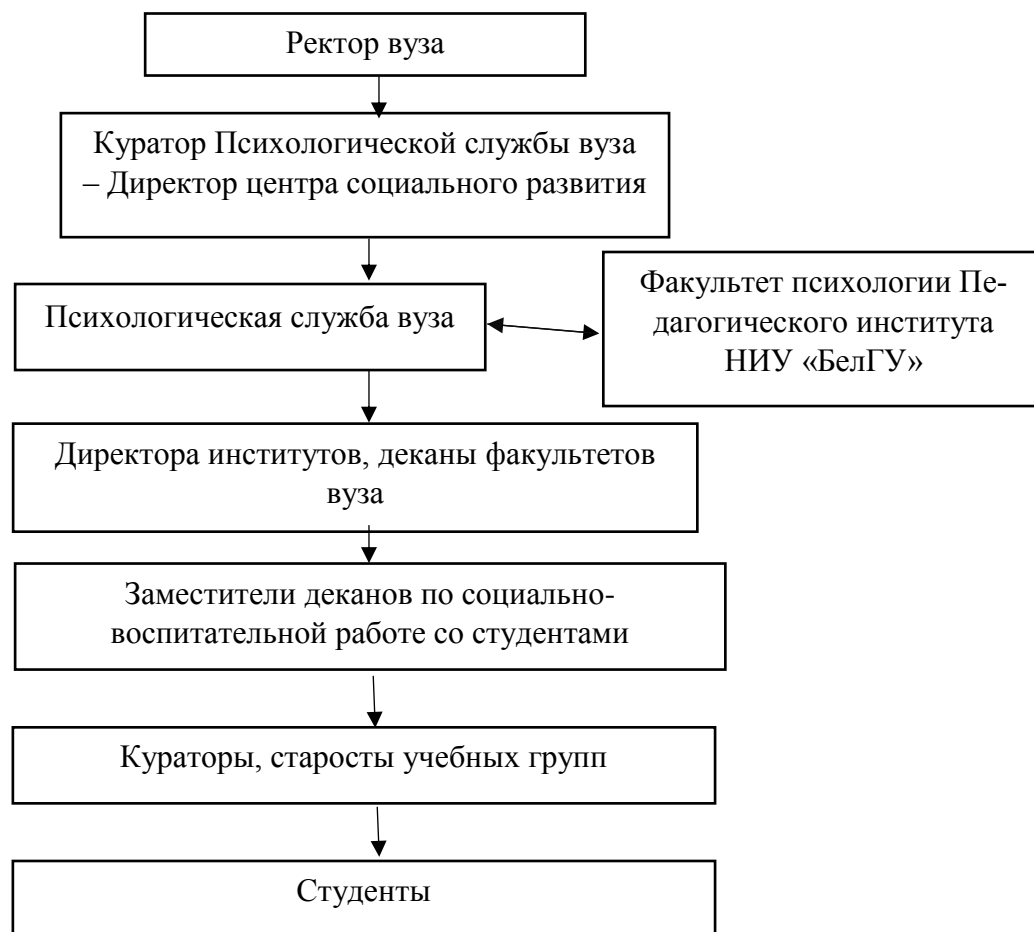 Ректор вуза
Куратор Психологической службы вуза
– Директор центра социального развития
Психологическая служба вуза
Факультет психологии Пе-
дагогического института
НИУ «БелГУ»
Директора институтов, деканы факультетов
вуза
Заместители деканов по социально-
воспитательной работе со студентами
Кураторы, старосты учебных групп
Студенты